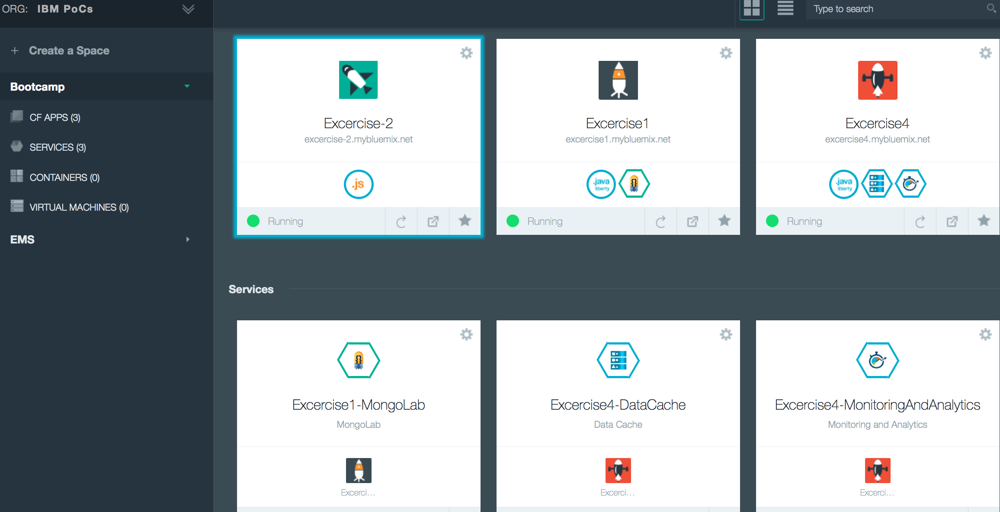 ORG: IBM PoCs
Type to search
+ Create a Space
Bootcamp
CF APPS (3)
SERVICES (3)
CONTAINERS (0)
VIRTUAL MACHINES (0)
EMS
Excercise-2
excercise-2.mybluemix.net
.js
Running
Excercise1
excercise1.mybluemix.net
.java
liberty
Running
Excercise4
excercise4.mybluemix.net
.java
liberty
Running
Services
Excercise1-MongoLab
MongoLab
Excerci...
Excercise4-DataCache
Data Cache
Excerci...
Excercise4-MonitoringAndAnalytics
Monitoring and Analytics
Excerci...